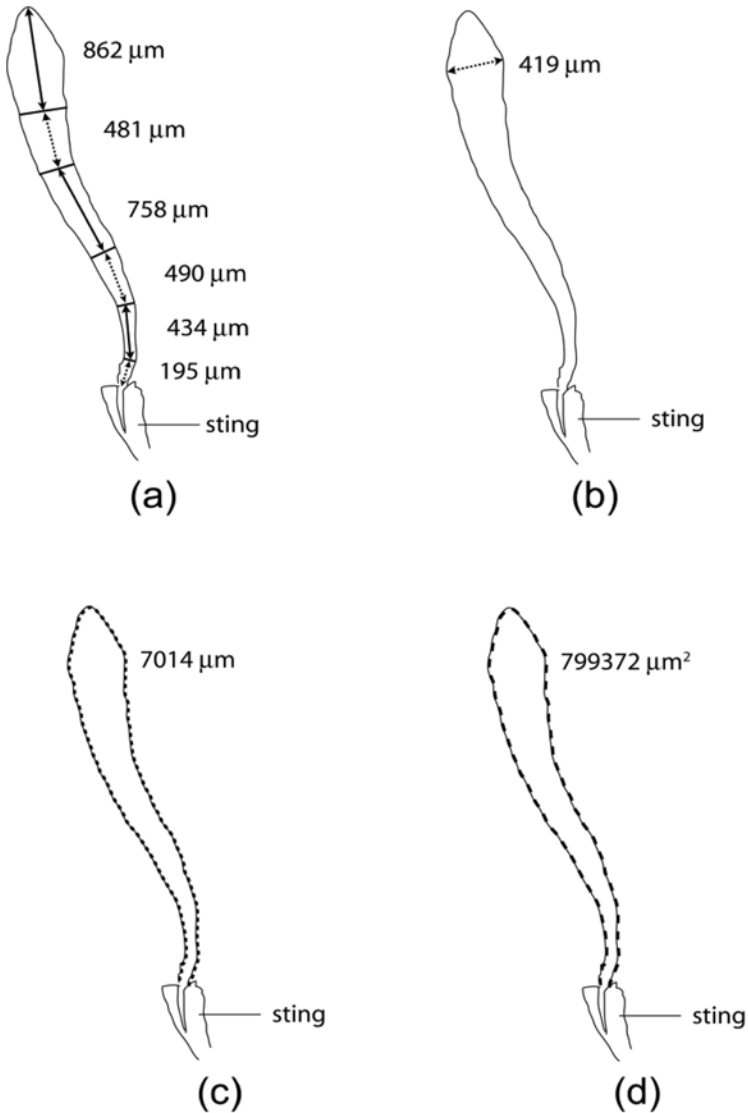 862 μm
481 μm
758 μm
490 μm
434 μm
195 μm
sting
(a)
419 μm
sting
(b)
7014 μm
sting
(c)
799372 μm²
sting
(d)